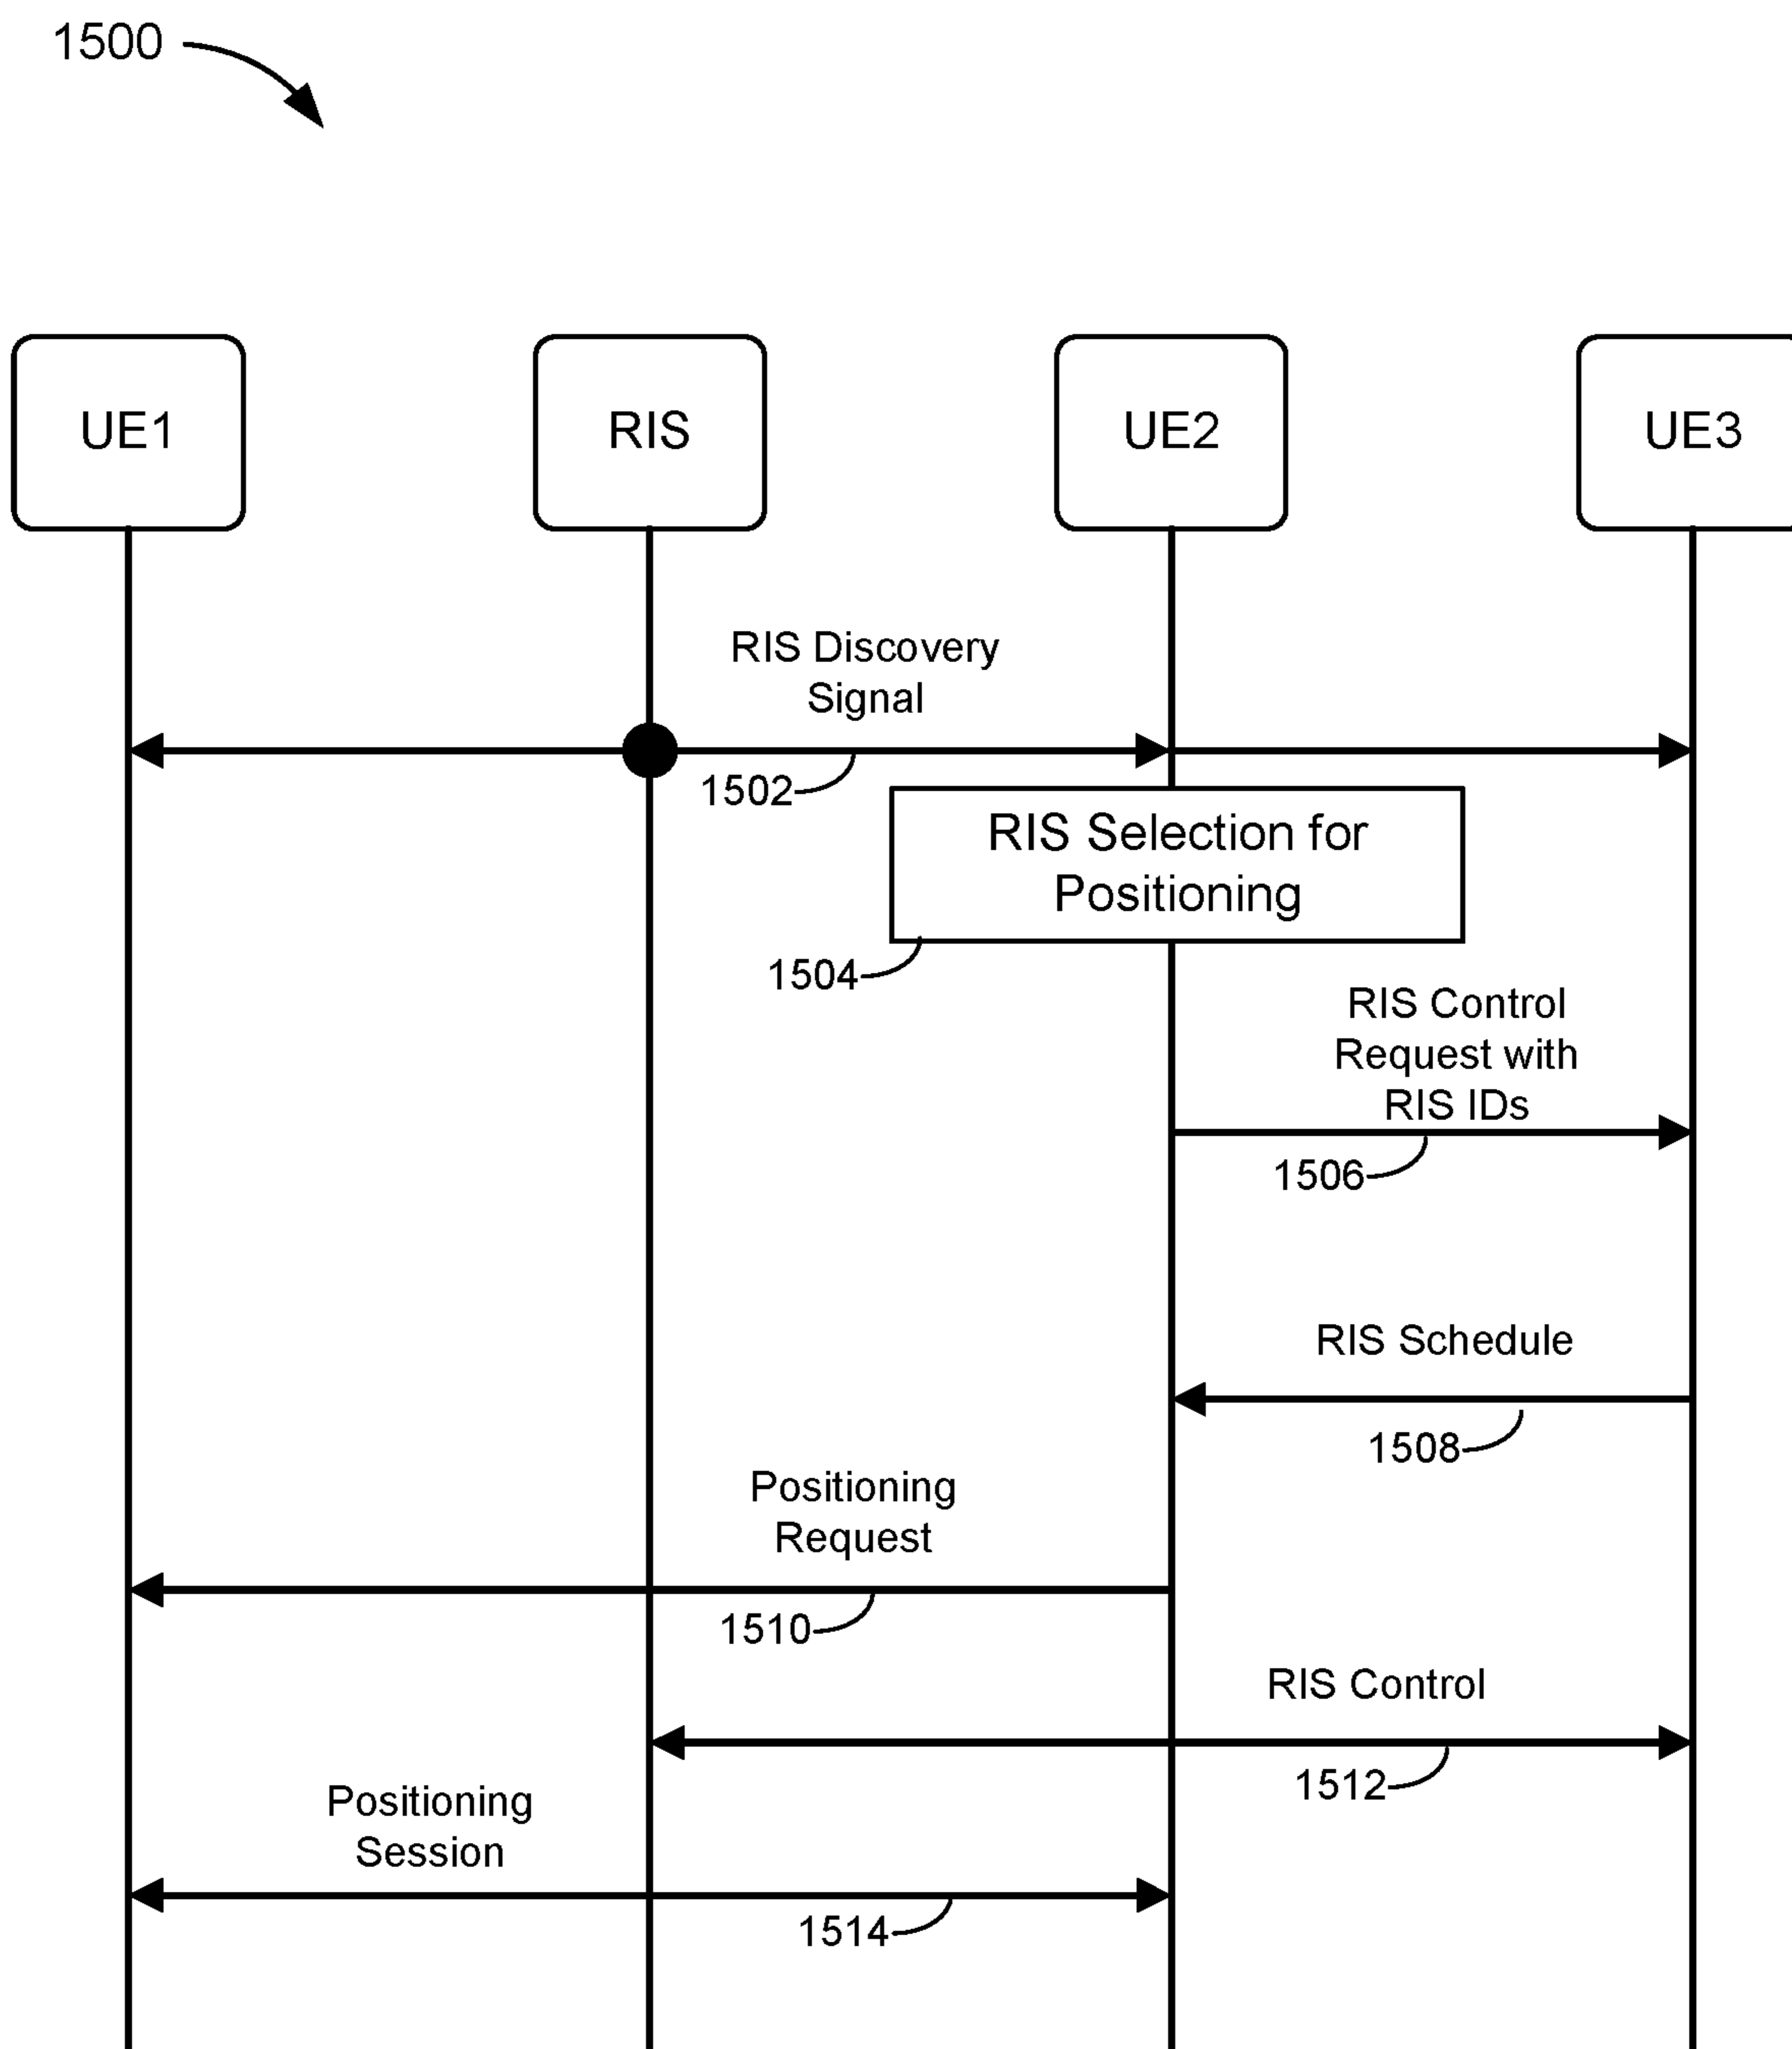 1500
UE1
RIS
UE2
UE3
RIS Discovery
Signal
1502
RIS Selection for
Positioning
1504
RIS Control
Request with
RIS IDs
1506
RIS Schedule
1508
Positioning
Request
1510
RIS Control
1512
Positioning
Session
1514